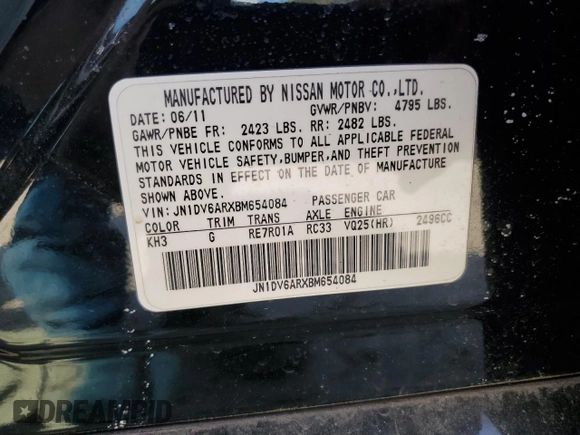 MANUFACTURED BY NISSAN MOTOR CO.,LTD.
DATE: 06/11 GVWR/PNBV: 4795 LBS.
GAWR/PNBE FR: 2423 LBS. RR: 2482 LBS.
THIS VEHICLE CONFORMS TO ALL APPLICABLE FEDERAL
MOTOR VEHICLE SAFETY,BUMPER,AND THEFT PREVENTION
STANDARDS IN EFFECT ON THE DATE OF MANUFACTURE
SHOWN ABOVE.
VIN: JN1DV6ARXBM654084 PASSENGER CAR
COLOR TRIM TRANS AXLE ENGINE
KH3 G RE7R01A RC33 VQ25(HR) 2496CC
JN1DV6ARXBM654084
DREAMBID